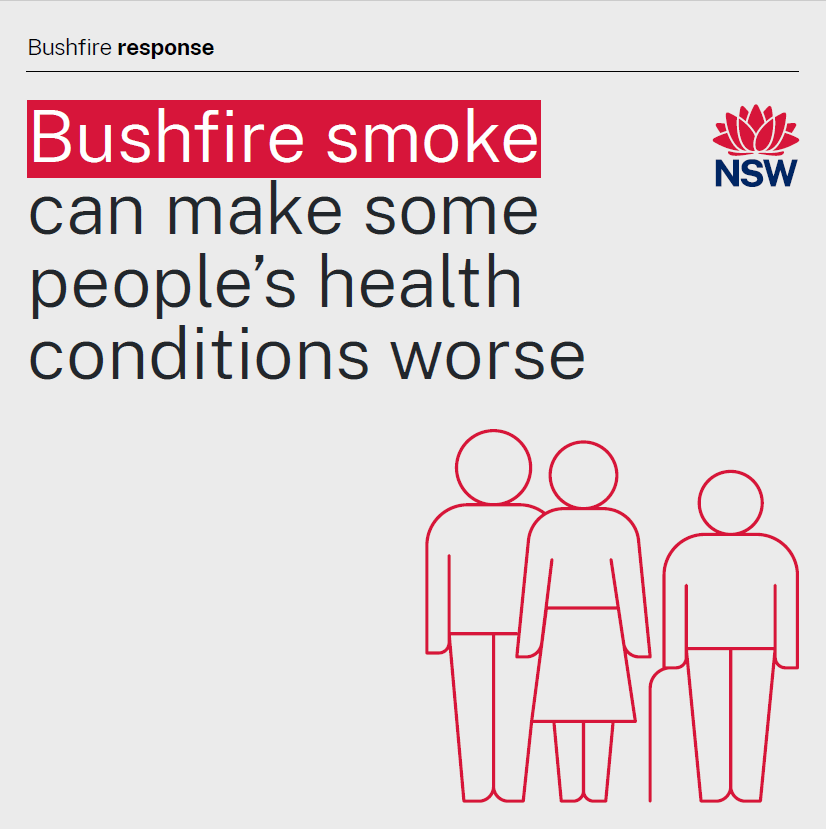 Bushfire response
Bushfire smoke
can make some
people’s health
conditions worse
NSW